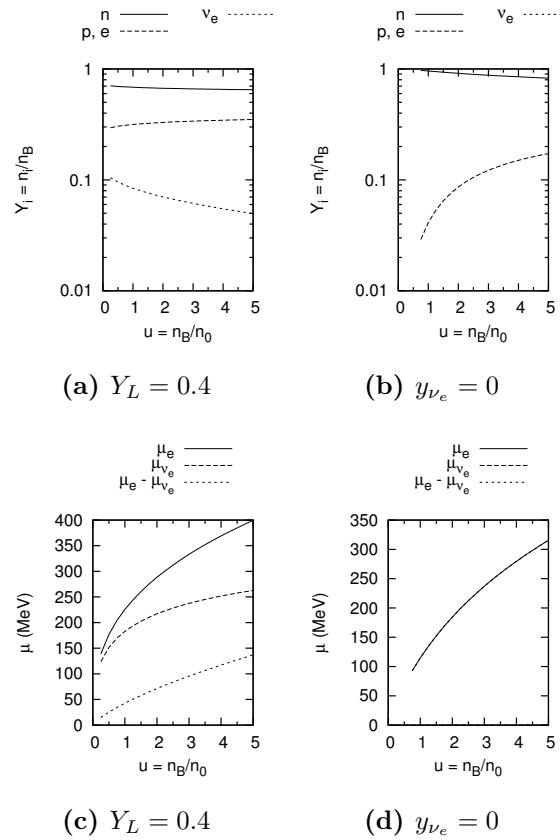 n
p, e
ν_e
n
p, e
ν_e
Y_i = n_i/n_B
1
0.1
0.01
0 1 2 3 4 5
u = n_B/n_0
Y_i = n_i/n_B
1
0.1
0.01
0 1 2 3 4 5
u = n_B/n_0
(a) Y_L = 0.4
(b) y_{ν_e} = 0
μ_e
μ_{ν_e}
μ_e - μ_{ν_e}
μ_e
μ_{ν_e}
μ_e - μ_{ν_e}
μ (MeV)
400
350
300
250
200
150
100
50
0
0 1 2 3 4 5
u = n_B/n_0
μ (MeV)
350
300
250
200
150
100
50
0
0 1 2 3 4 5
u = n_B/n_0
(c) Y_L = 0.4
(d) y_{ν_e} = 0